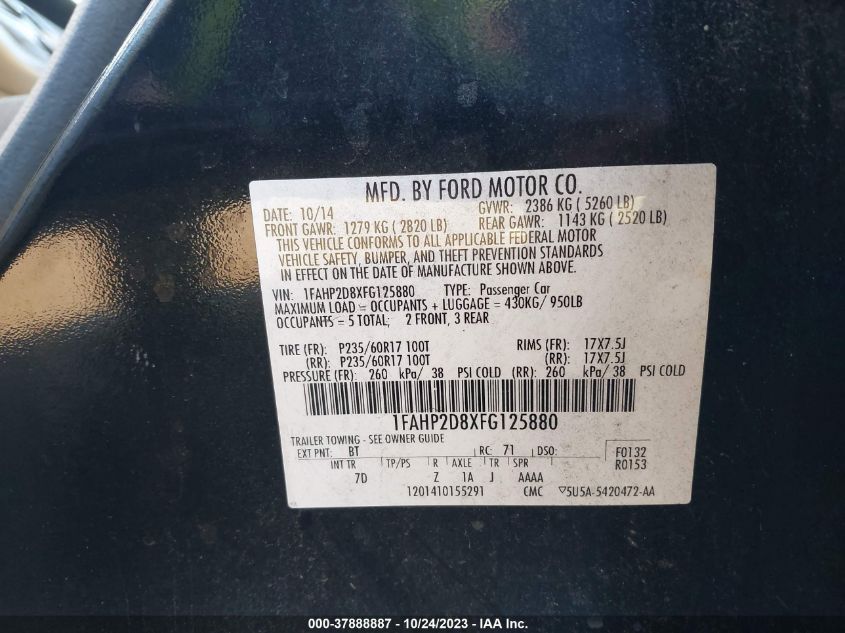 MFD. BY FORD MOTOR CO.
DATE: 10/14 GVWR: 2386 KG ( 5260 LB)
FRONT GAWR: 1279 KG ( 2820 LB) REAR GAWR: 1143 KG ( 2520 LB)
THIS VEHICLE CONFORMS TO ALL APPLICABLE FEDERAL MOTOR
VEHICLE SAFETY, BUMPER, AND THEFT PREVENTION STANDARDS
IN EFFECT ON THE DATE OF MANUFACTURE SHOWN ABOVE.
VIN: 1FAHP2D8XFG125880 TYPE: Passenger Car
MAXIMUM LOAD = OCCUPANTS + LUGGAGE = 430KG/ 950LB
OCCUPANTS = 5 TOTAL; 2 FRONT, 3 REAR
TIRE (FR): P235/60R17 100T RIMS (FR): 17X7.5J
(RR): P235/60R17 100T (RR): 17X7.5J
PRESSURE (FR): 260 kPa/ 38 PSI COLD (RR): 260 kPa/ 38 PSI COLD
1FAHP2D8XFG125880
TRAILER TOWING - SEE OWNER GUIDE
EXT PNT: BT RC: 71 DSO: F0132
INT TR TP/PS R AXLE TR SPR R0153
7D Z 1A J AAAA
1201410155291 CMC ▽5U5A-5420472-AA
000-37888887 - 10/24/2023 - IAA Inc.